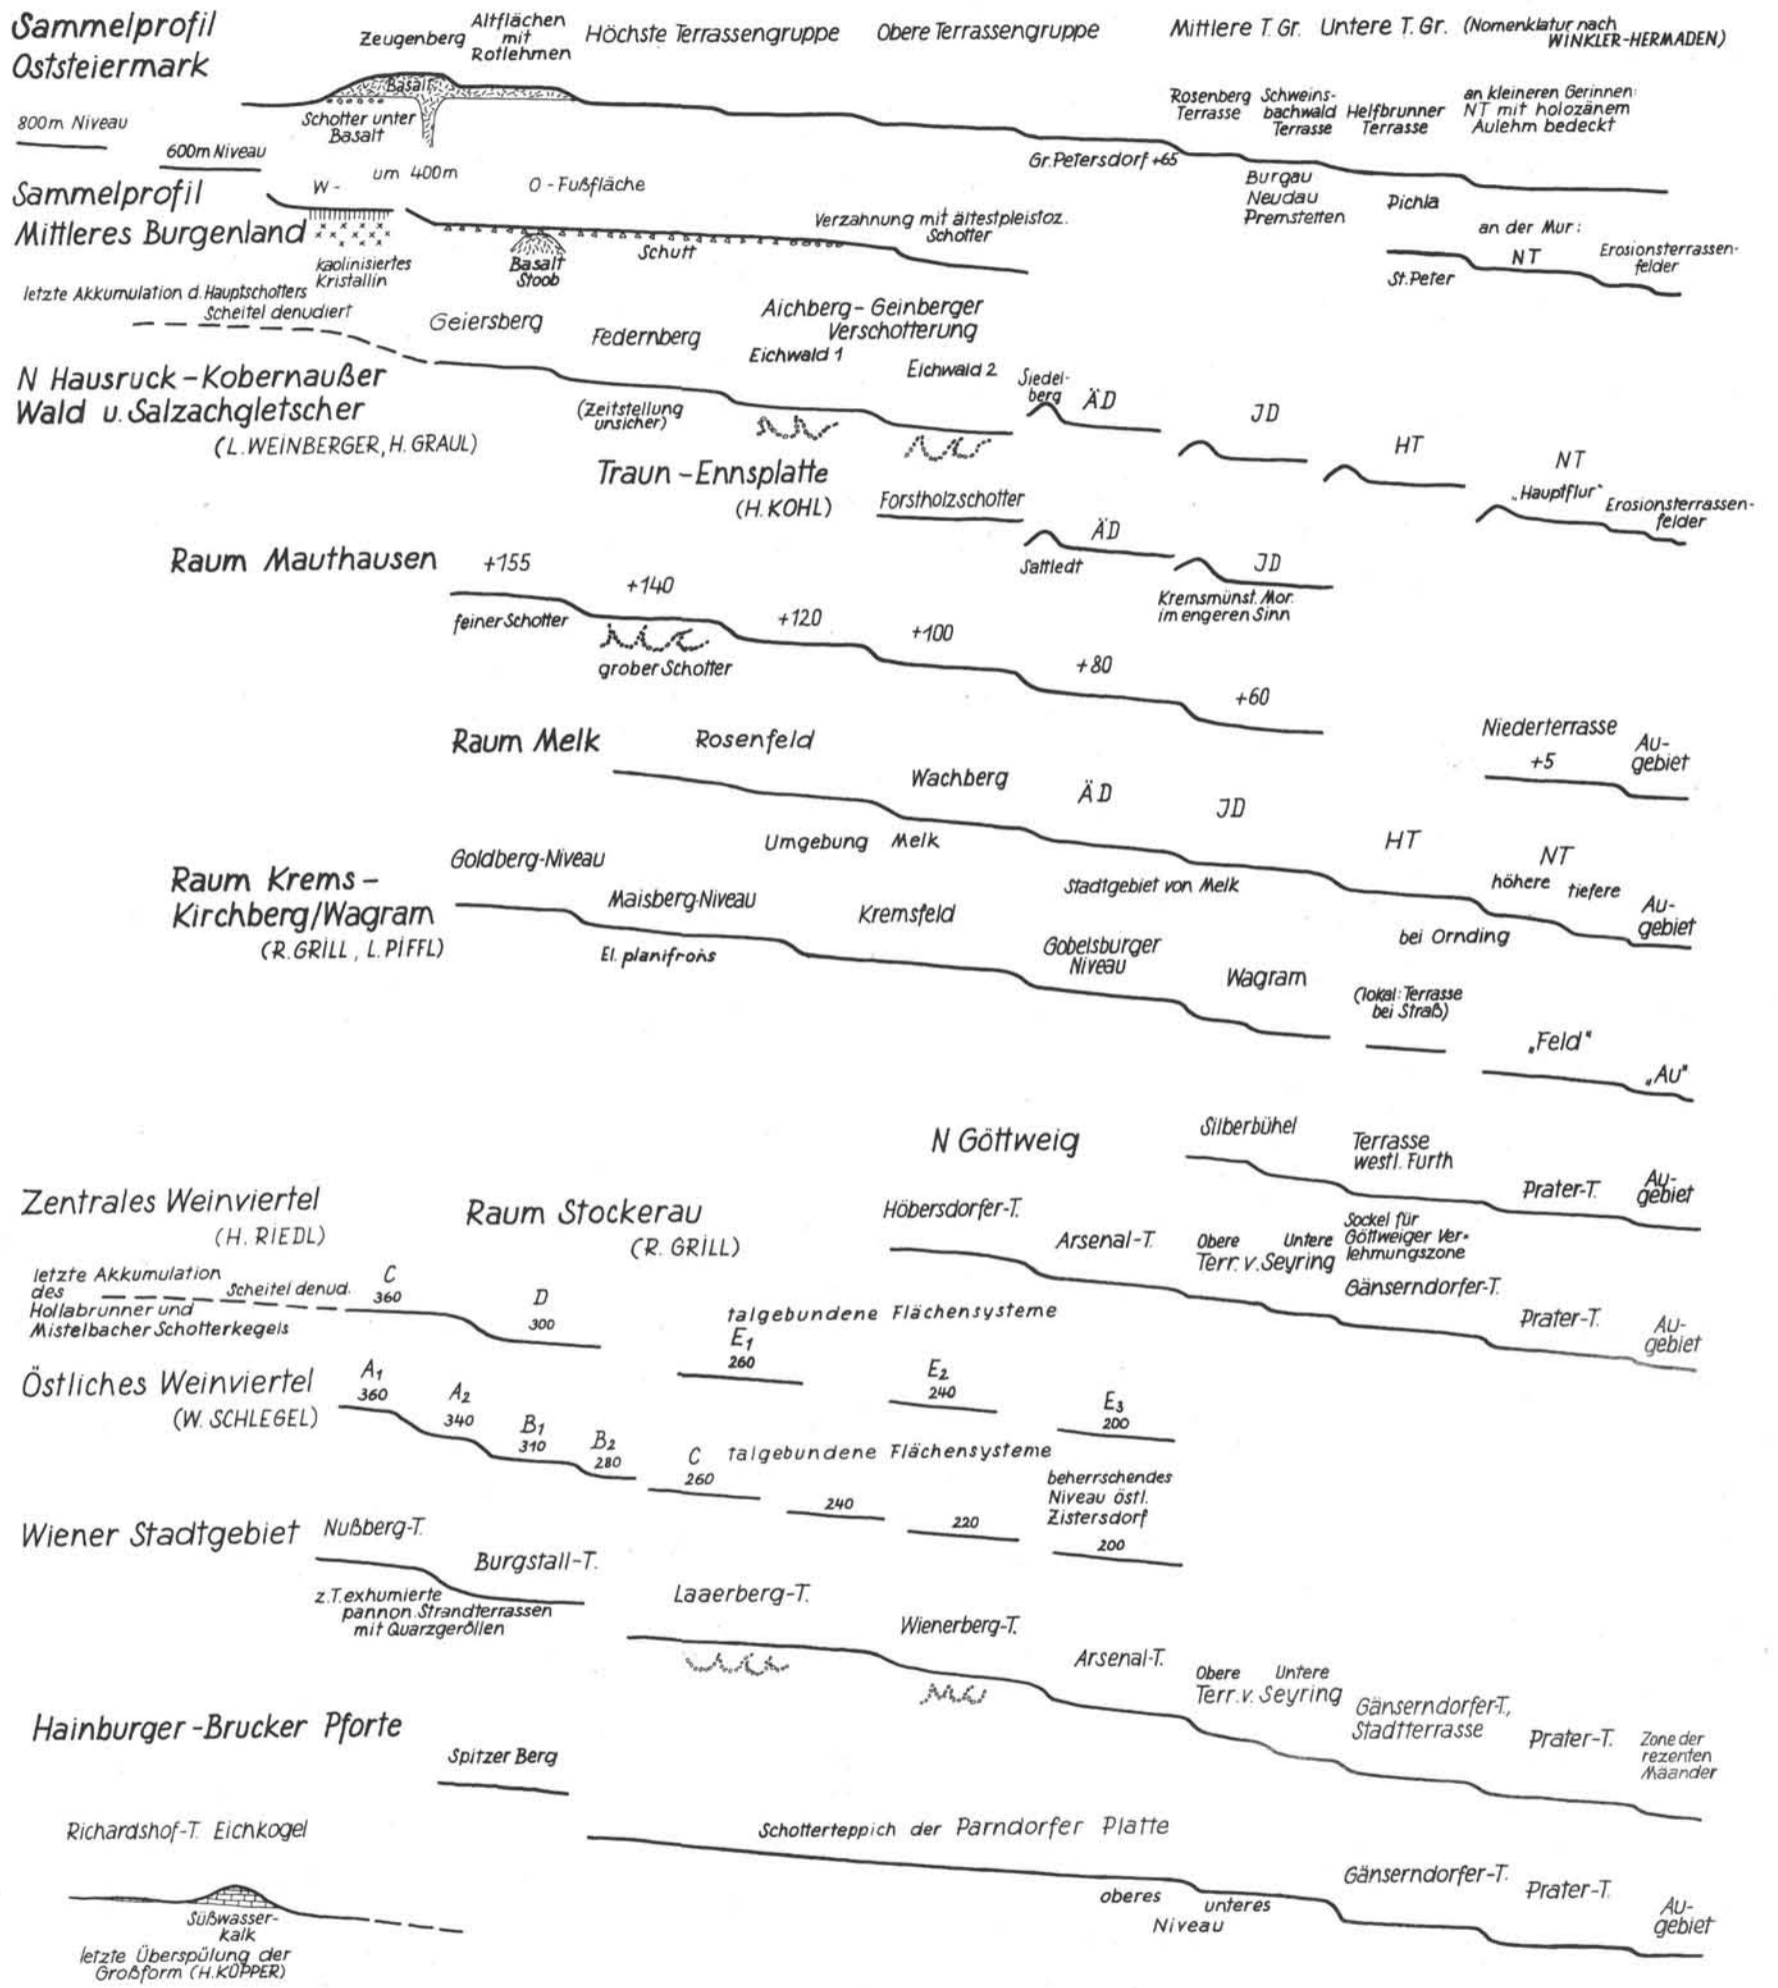 Sammelprofil
Oststeiermark
Zeugenberg
Altflächen
mit
Rotlehmen
Höchste Terrassengruppe
Obere Terrassengruppe
Mittlere T. Gr.
Untere T. Gr.
(Nomenklatur nach
WINKLER-HERMADEN)
Basalt
Schotter unter
Basalt
Rosenberg
Terrasse
Schweins-
bachwald
Terrasse
Helfbrunner
Terrasse
an kleineren Gerinnen:
NT mit holozänem
Aulehm bedeckt
800m Niveau
600m Niveau
um 400m
Gr. Petersdorf +65
Burgau
Neudau
Premstetten
Pichla
an der Mur:
St. Peter
NT
Erosionsterrassen-
felder
Sammelprofil
Mittleres Burgenland
W-
O - Fußfläche
Verzahnung mit ältestpleistoz.
Schotter
kaolinisiertes
Kristallin
Basalt
Stoob
Schutt
letzte Akkumulation d. Hauptschotters
Scheitel denudiert
N Hausruck - Kobernaußer
Wald u. Salzachgletscher
(L. WEINBERGER, H. GRAUL)
Geiersberg
Federnberg
(Zeitstellung
unsicher)
Aichberg - Geinberger
Verschotterung
Eichwald 1
Eichwald 2
Siedel-
berg
ÄD
JD
HT
NT
"Hauptflur"
Erosionsterrassen-
felder
Traun - Ennsplatte
(H. KOHL)
Forstholzschotter
ÄD
Sattledt
JD
Kremsmünst. Mor.
im engeren Sinn
Raum Mauthausen
+155
feiner Schotter
+140
grober Schotter
+120
+100
+80
+60
Niederterrasse
+5
Au-
gebiet
Raum Melk
Rosenfeld
Wachberg
Umgebung Melk
ÄD
JD
Stadtgebiet von Melk
HT
bei Ornding
NT
höhere tiefere
Au-
gebiet
Raum Krems -
Kirchberg/Wagram
(R. GRILL, L. PIFFL)
Goldberg-Niveau
Maisberg-Niveau
El. planifrons
Kremsfeld
Gobelsburger
Niveau
Wagram
(lokal: Terrasse
bei Straß)
„Feld"
„Au"
N Göttweig
Silberbühel
Terrasse
westl. Furth
Prater-T.
Au-
gebiet
Sockel für
Göttweiger Ver-
lehmungszone
Zentrales Weinviertel
(H. RIEDL)
letzte Akkumulation
des
Hollabrunner und
Mistelbacher Schotterkegels
Scheitel denud.
C
360
D
300
talgebundene Flächensysteme
E1
260
E2
240
E3
200
Raum Stockerau
(R. GRILL)
Höbersdorfer-T.
Arsenal-T.
Obere Untere
Terr. v. Seyring
Gänserndorfer-T.
Prater-T.
Au-
gebiet
Östliches Weinviertel
(W. SCHLEGEL)
A1
360
A2
340
B1
310
B2
280
C
260
talgebundene Flächensysteme
240
220
beherrschendes
Niveau östl.
Zistersdorf
200
Wiener Stadtgebiet
Nußberg-T.
Burgstall-T.
z. T. exhumierte
pannon. Strandterrassen
mit Quarzgeröllen
Laaerberg-T.
Wienerberg-T.
Arsenal-T.
Obere Untere
Terr. v. Seyring
Gänserndorfer-T.,
Stadtterrasse
Prater-T.
Zone der
rezenten
Mäander
Hainburger - Brucker Pforte
Spitzer Berg
Schotterteppich der Parndorfer Platte
oberes
unteres
Niveau
Gänserndorfer-T.
Prater-T.
Au-
gebiet
Richardshof-T. Eichkogel
Süßwasser-
kalk
letzte Überspülung der
Großform (H. KÜPPER)